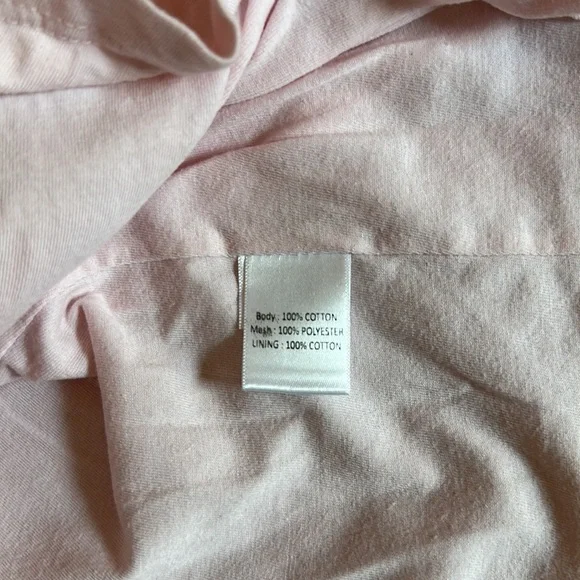 Body : 100% COTTON
Mesh : 100% POLYESTER
LINING : 100% COTTON